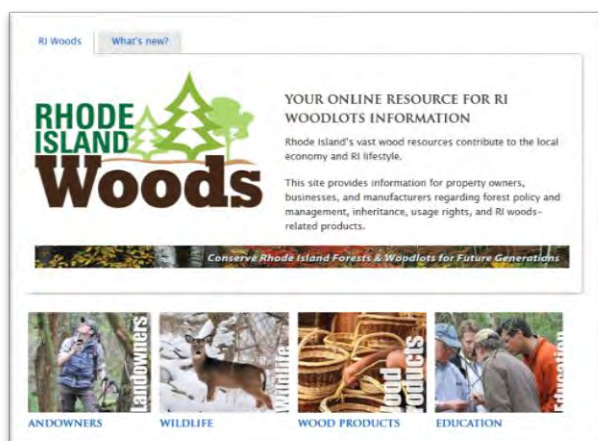 RI Woods
What's new?
RHODE
ISLAND
Woods
YOUR ONLINE RESOURCE FOR RI
WOODLOTS INFORMATION
Rhode Island's vast wood resources contribute to the local
economy and RI lifestyle.
This site provides information for property owners,
businesses, and manufacturers regarding forest policy and
management, inheritance, usage rights, and RI woods-
related products.
Conserve Rhode Island Forests & Woodlots for Future Generations
Landowners
Wildlife
Wood
Products
Education
ANDOWNERS
WILDLIFE
WOOD PRODUCTS
EDUCATION